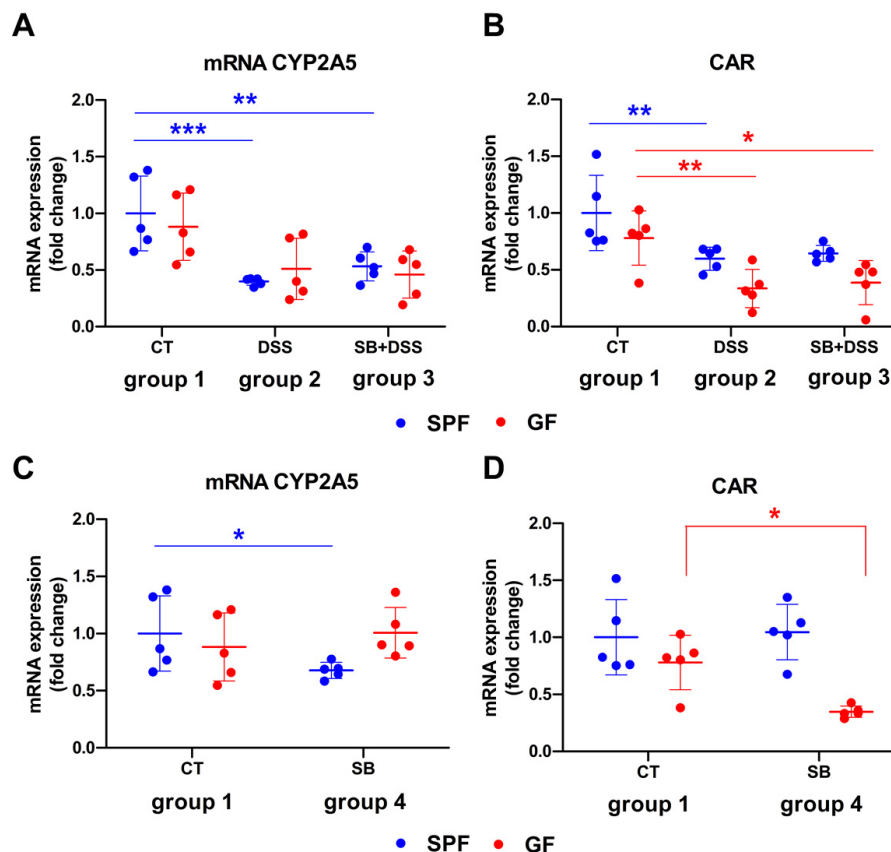 A
mRNA CYP2A5
mRNA expression
(fold change)
2.0
1.5
1.0
0.5
0.0
**
***
CT
DSS
SB+DSS
group 1
group 2
group 3
B
CAR
mRNA expression
(fold change)
2.0
1.5
1.0
0.5
0.0
**
*
**
CT
DSS
SB+DSS
group 1
group 2
group 3
SPF
GF
C
mRNA CYP2A5
mRNA expression
(fold change)
2.0
1.5
1.0
0.5
0.0
*
CT
SB
group 1
group 4
D
CAR
mRNA expression
(fold change)
2.0
1.5
1.0
0.5
0.0
*
CT
SB
group 1
group 4
SPF
GF